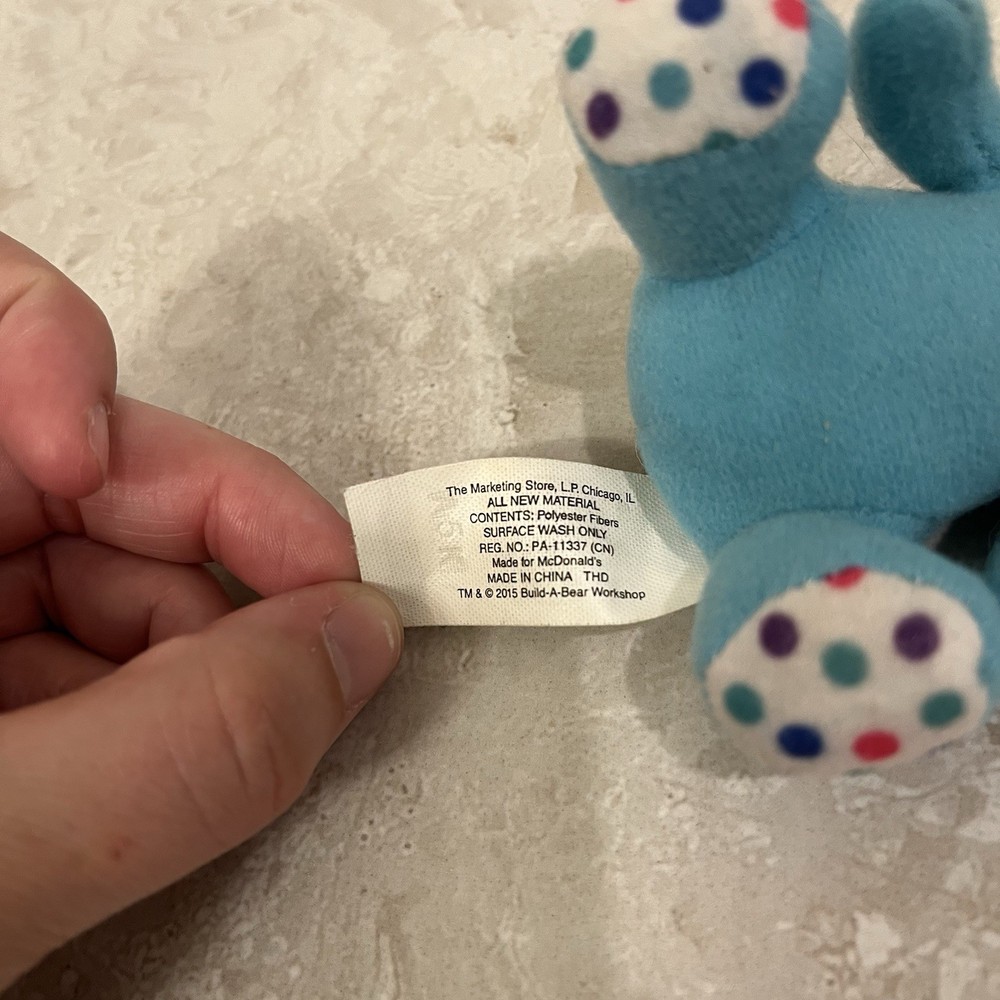 The Marketing Store, L.P. Chicago, IL
ALL NEW MATERIAL
CONTENTS: Polyester Fibers
SURFACE WASH ONLY
REG. NO.: PA-11337 (CN)
Made for McDonald's
MADE IN CHINA THD
TM & © 2015 Build-A-Bear Workshop